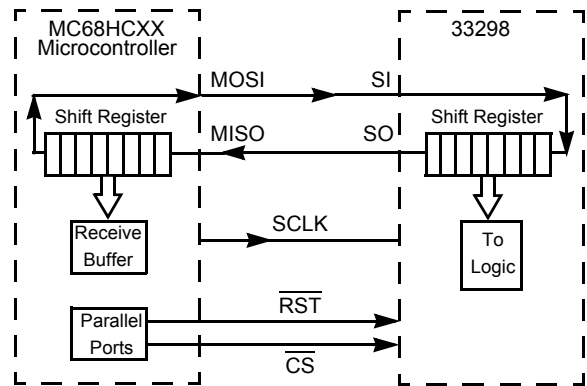 MC68HCXX
Microcontroller
33298
MOSI
SI
Shift Register
Shift Register
MISO
SO
Receive
Buffer
SCLK
To
Logic
Parallel
Ports
RST
CS